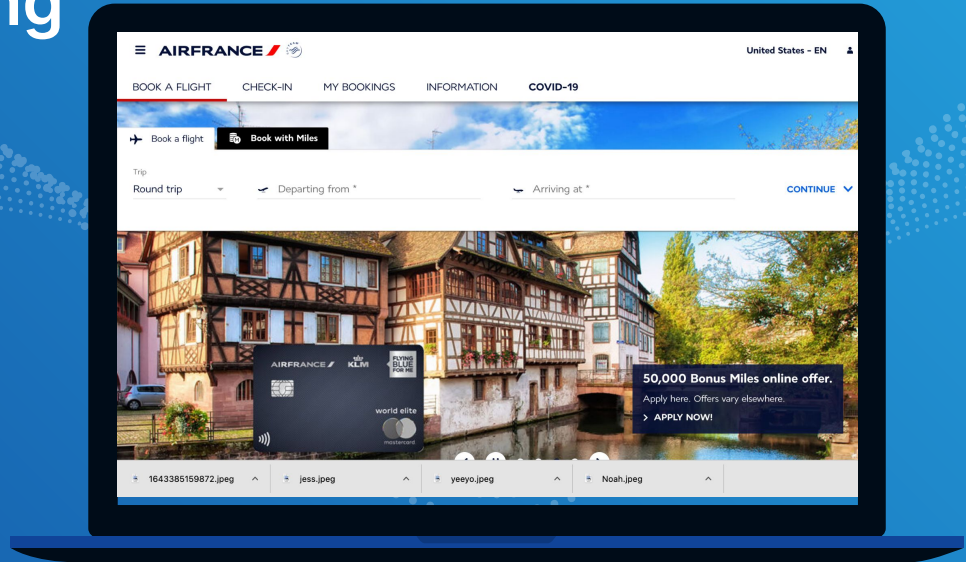 ng
AIRFRANCE
United States - EN
BOOK A FLIGHT CHECK-IN MY BOOKINGS INFORMATION COVID-19
Book a flight Book with Miles
Trip
Round trip Departing from * Arriving at * CONTINUE
AIRFRANCE KLM FLYING BLUE FOR ME
world elite
mastercard
50,000 Bonus Miles online offer.
Apply here. Offers vary elsewhere.
> APPLY NOW!
1643385159872.jpeg jess.jpeg yeeyo.jpeg Noah.jpeg